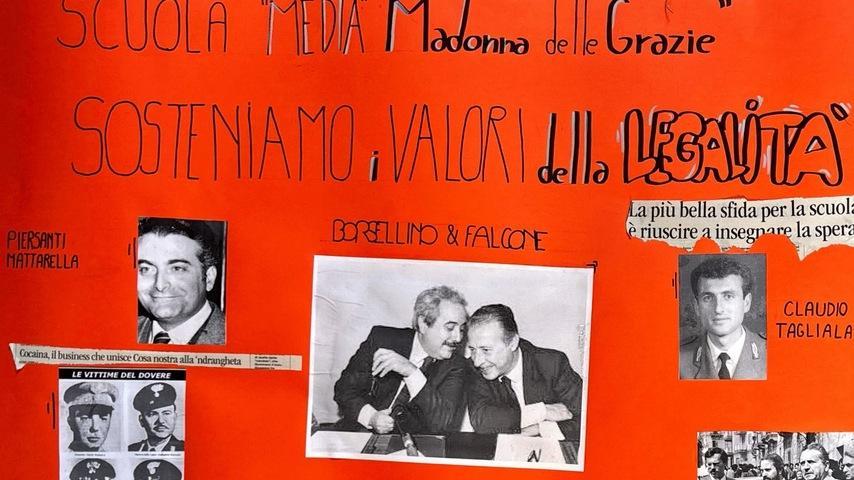 SCUOLA "MEDIA" Madonna delle Grazie"
SOSTENIAMO i VALORI della LEGALITÀ
La più bella sfida per la scuola
è riuscire a insegnare la spera
PIERSANTI
MATTARELLA
BORSELLINO & FALCONE
CLAUDIO
TAGLIALA
Cocaina, il business che unisce Cosa nostra alla 'ndrangheta
LE VITTIME DEL DOVERE